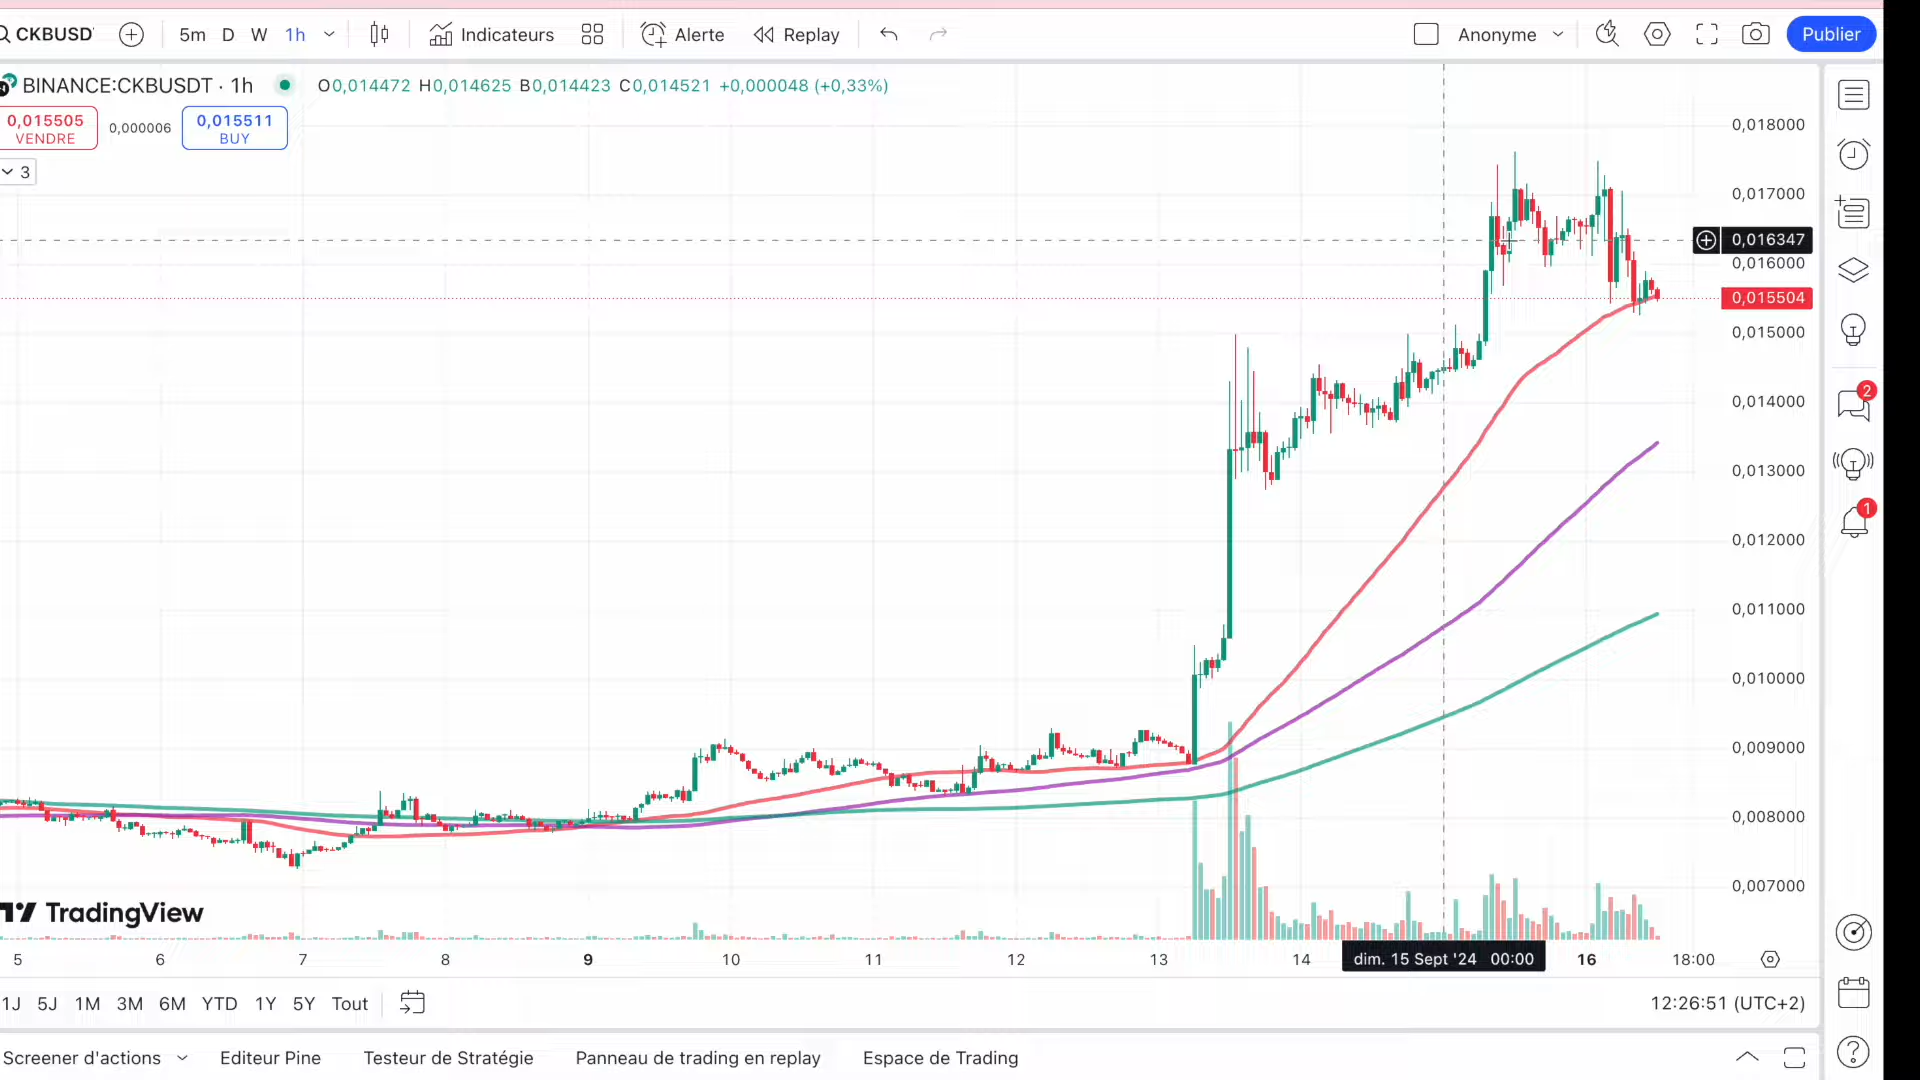 CKBUSD
5m D W 1h Indicateurs Alerte Replay Anonyme Publier
BINANCE:CKBUSDT · 1h O0,014472 H0,014625 B0,014423 C0,014521 +0,000048 (+0,33%)
0,015505
VENDRE
0,000006
0,015511
BUY
3
0,018000
0,017000
0,016347
0,016000
0,015504
0,015000
0,014000
0,013000
0,012000
0,011000
0,010000
0,009000
0,008000
0,007000
2
1
TradingView
5 6 7 8 9 10 11 12 13 14 dim. 15 Sept '24 00:00 16 18:00
1J 5J 1M 3M 6M YTD 1Y 5Y Tout 12:26:51 (UTC+2)
Screener d'actions Editeur Pine Testeur de Stratégie Panneau de trading en replay Espace de Trading